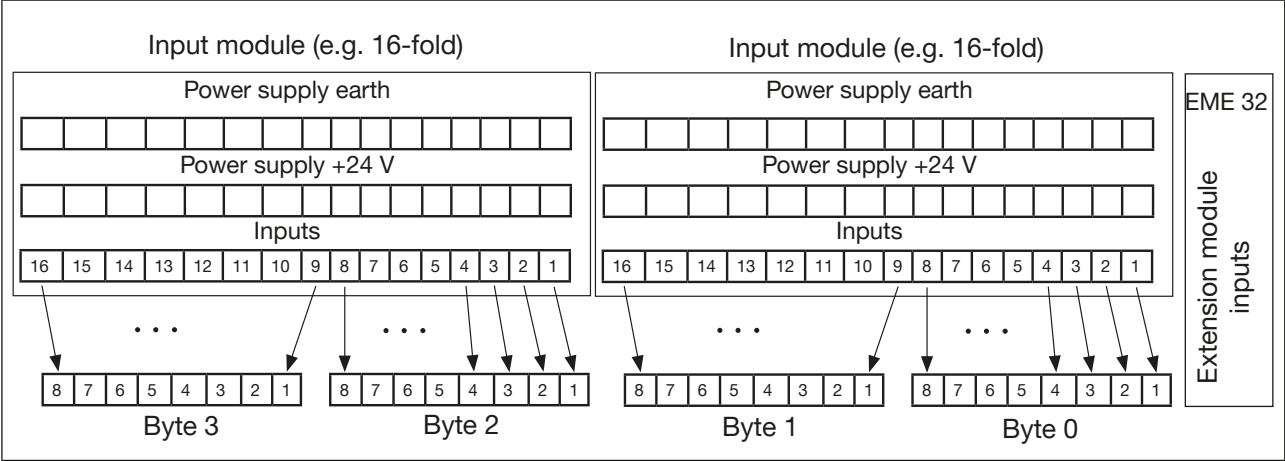 Input module (e.g. 16-fold) Input module (e.g. 16-fold)
Power supply earth Power supply earth
EME 32
Power supply +24 V Power supply +24 V
Inputs Inputs
16 15 14 13 12 11 10 9 8 7 6 5 4 3 2 1 16 15 14 13 12 11 10 9 8 7 6 5 4 3 2 1
Extension module
inputs
. . . . . . . . . . . .
8 7 6 5 4 3 2 1 8 7 6 5 4 3 2 1 8 7 6 5 4 3 2 1 8 7 6 5 4 3 2 1
Byte 3 Byte 2 Byte 1 Byte 0